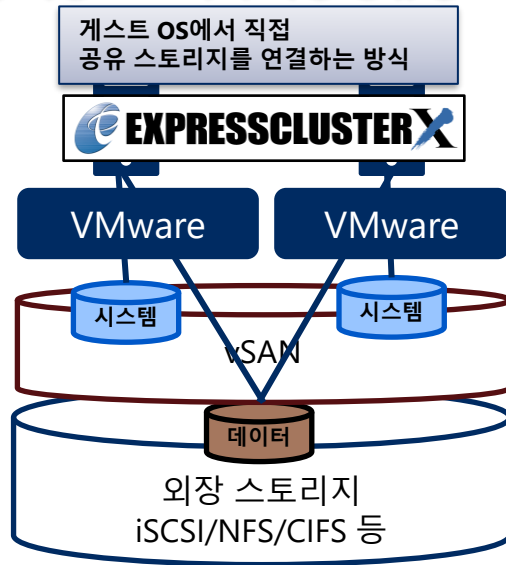 게스트 OS에서 직접
공유 스토리지를 연결하는 방식
EXPRESSCLUSTER X
VMware
VMware
시스템
시스템
vSAN
데이터
외장 스토리지
iSCSI/NFS/CIFS 등